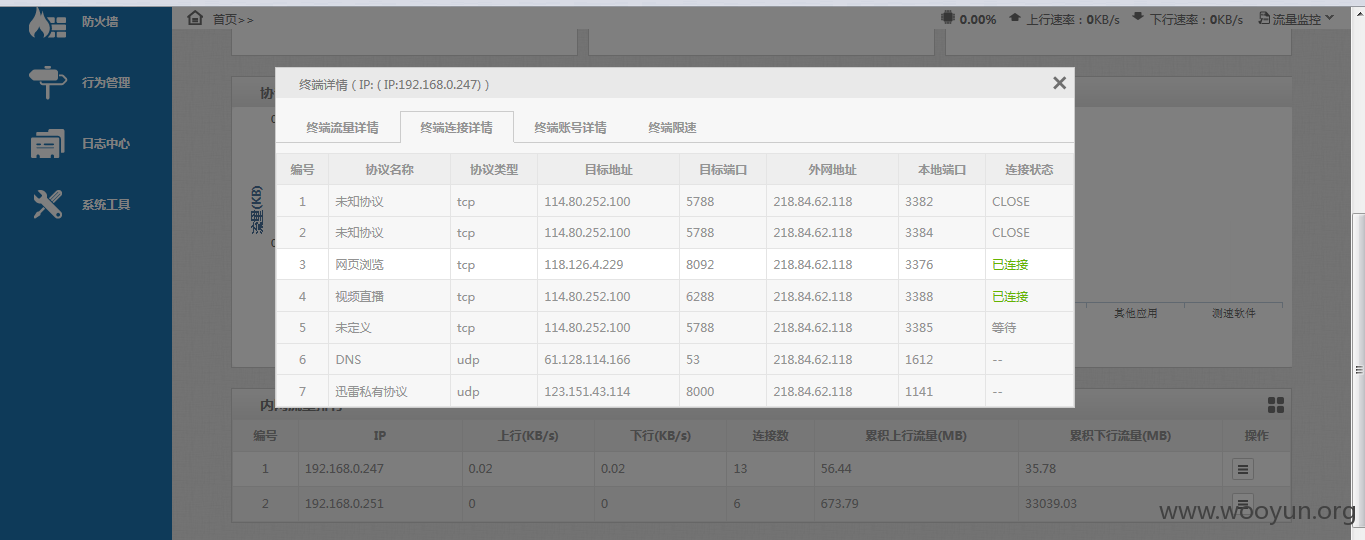 防火墙
行为管理
日志中心
系统工具
首页>>
0.00% 上行速率：0KB/s 下行速率：0KB/s 流量监控
终端详情 ( IP: ( IP:192.168.0.247) )
终端流量详情 终端连接详情 终端账号详情 终端限速
编号 协议名称 协议类型 目标地址 目标端口 外网地址 本地端口 连接状态
1 未知协议 tcp 114.80.252.100 5788 218.84.62.118 3382 CLOSE
2 未知协议 tcp 114.80.252.100 5788 218.84.62.118 3384 CLOSE
3 网页浏览 tcp 118.126.4.229 8092 218.84.62.118 3376 已连接
4 视频直播 tcp 114.80.252.100 6288 218.84.62.118 3388 已连接
5 未定义 tcp 114.80.252.100 5788 218.84.62.118 3385 等待
6 DNS udp 61.128.114.166 53 218.84.62.118 1612 --
7 迅雷私有协议 udp 123.151.43.114 8000 218.84.62.118 1141 --
协
流量(KB)
其他应用 测速软件
编号 IP 上行(KB/s) 下行(KB/s) 连接数 累积上行流量(MB) 累积下行流量(MB) 操作
1 192.168.0.247 0.02 0.02 13 56.44 35.78
2 192.168.0.251 0 0 6 673.79 33039.03
www.wooyun.org